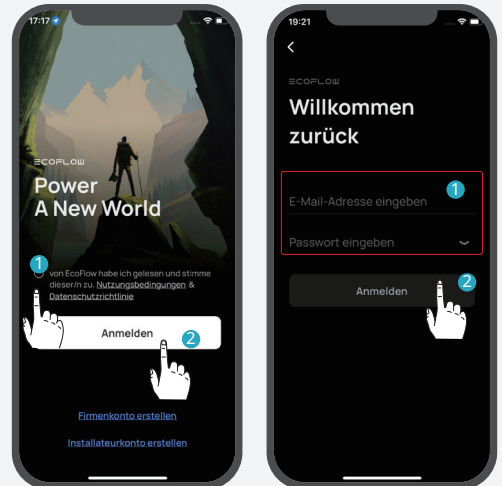 17:17
ECOFLOW
Power
A New World
1
von EcoFlow habe ich gelesen und stimme
dieser/n zu. Nutzungsbedingungen &
Datenschutzrichtlinie
Anmelden
2
Firmenkonto erstellen
Installateurkonto erstellen
19:21
ECOFLOW
Willkommen
zurück
1
E-Mail-Adresse eingeben
Passwort eingeben
2
Anmelden